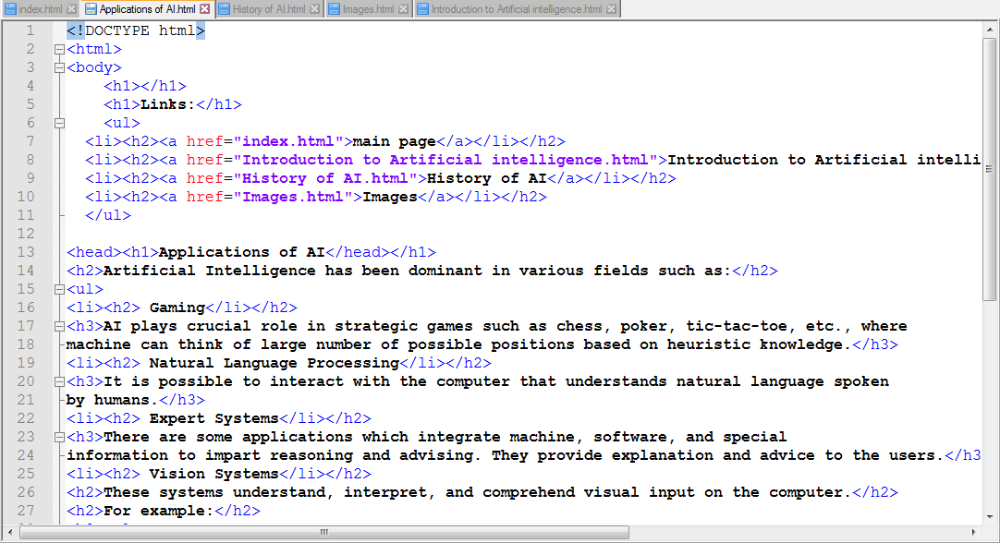 index.html Applications of AI.html History of AI.html Images.html Introduction to Artificial intelligence.html
1 <!DOCTYPE html>
2 <html>
3 <body>
4 <h1></h1>
5 <h1>Links:</h1>
6 <ul>
7 <li><h2><a href="index.html">main page</a></li></h2>
8 <li><h2><a href="Introduction to Artificial intelligence.html">Introduction to Artificial intelli
9 <li><h2><a href="History of AI.html">History of AI</a></li></h2>
10 <li><h2><a href="Images.html">Images</a></li></h2>
11 </ul>
12
13 <head><h1>Applications of AI</head></h1>
14 <h2>Artificial Intelligence has been dominant in various fields such as:</h2>
15 <ul>
16 <li><h2> Gaming</li></h2>
17 <h3>AI plays crucial role in strategic games such as chess, poker, tic-tac-toe, etc., where
18 machine can think of large number of possible positions based on heuristic knowledge.</h3>
19 <li><h2> Natural Language Processing</li></h2>
20 <h3>It is possible to interact with the computer that understands natural language spoken
21 by humans.</h3>
22 <li><h2> Expert Systems</li></h2>
23 <h3>There are some applications which integrate machine, software, and special
24 information to impart reasoning and advising. They provide explanation and advice to the users.</h3
25 <li><h2> Vision Systems</li></h2>
26 <h2>These systems understand, interpret, and comprehend visual input on the computer.</h2>
27 <h2>For example:</h2>